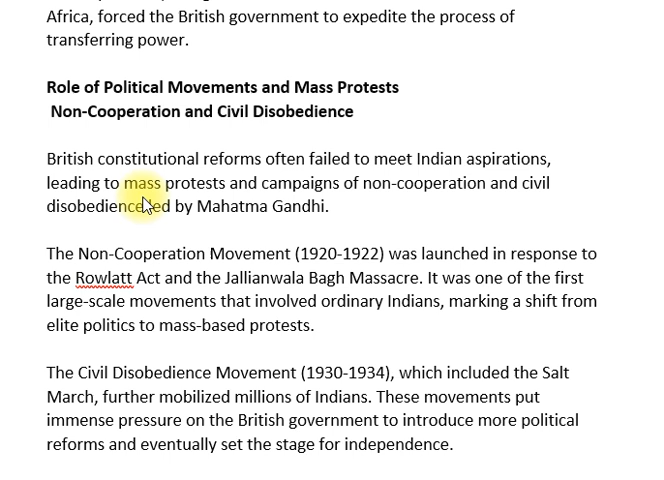 Africa, forced the British government to expedite the process of
transferring power.
Role of Political Movements and Mass Protests
Non-Cooperation and Civil Disobedience
British constitutional reforms often failed to meet Indian aspirations,
leading to mass protests and campaigns of non-cooperation and civil
disobedience led by Mahatma Gandhi.
The Non-Cooperation Movement (1920-1922) was launched in response to
the Rowlatt Act and the Jallianwala Bagh Massacre. It was one of the first
large-scale movements that involved ordinary Indians, marking a shift from
elite politics to mass-based protests.
The Civil Disobedience Movement (1930-1934), which included the Salt
March, further mobilized millions of Indians. These movements put
immense pressure on the British government to introduce more political
reforms and eventually set the stage for independence.